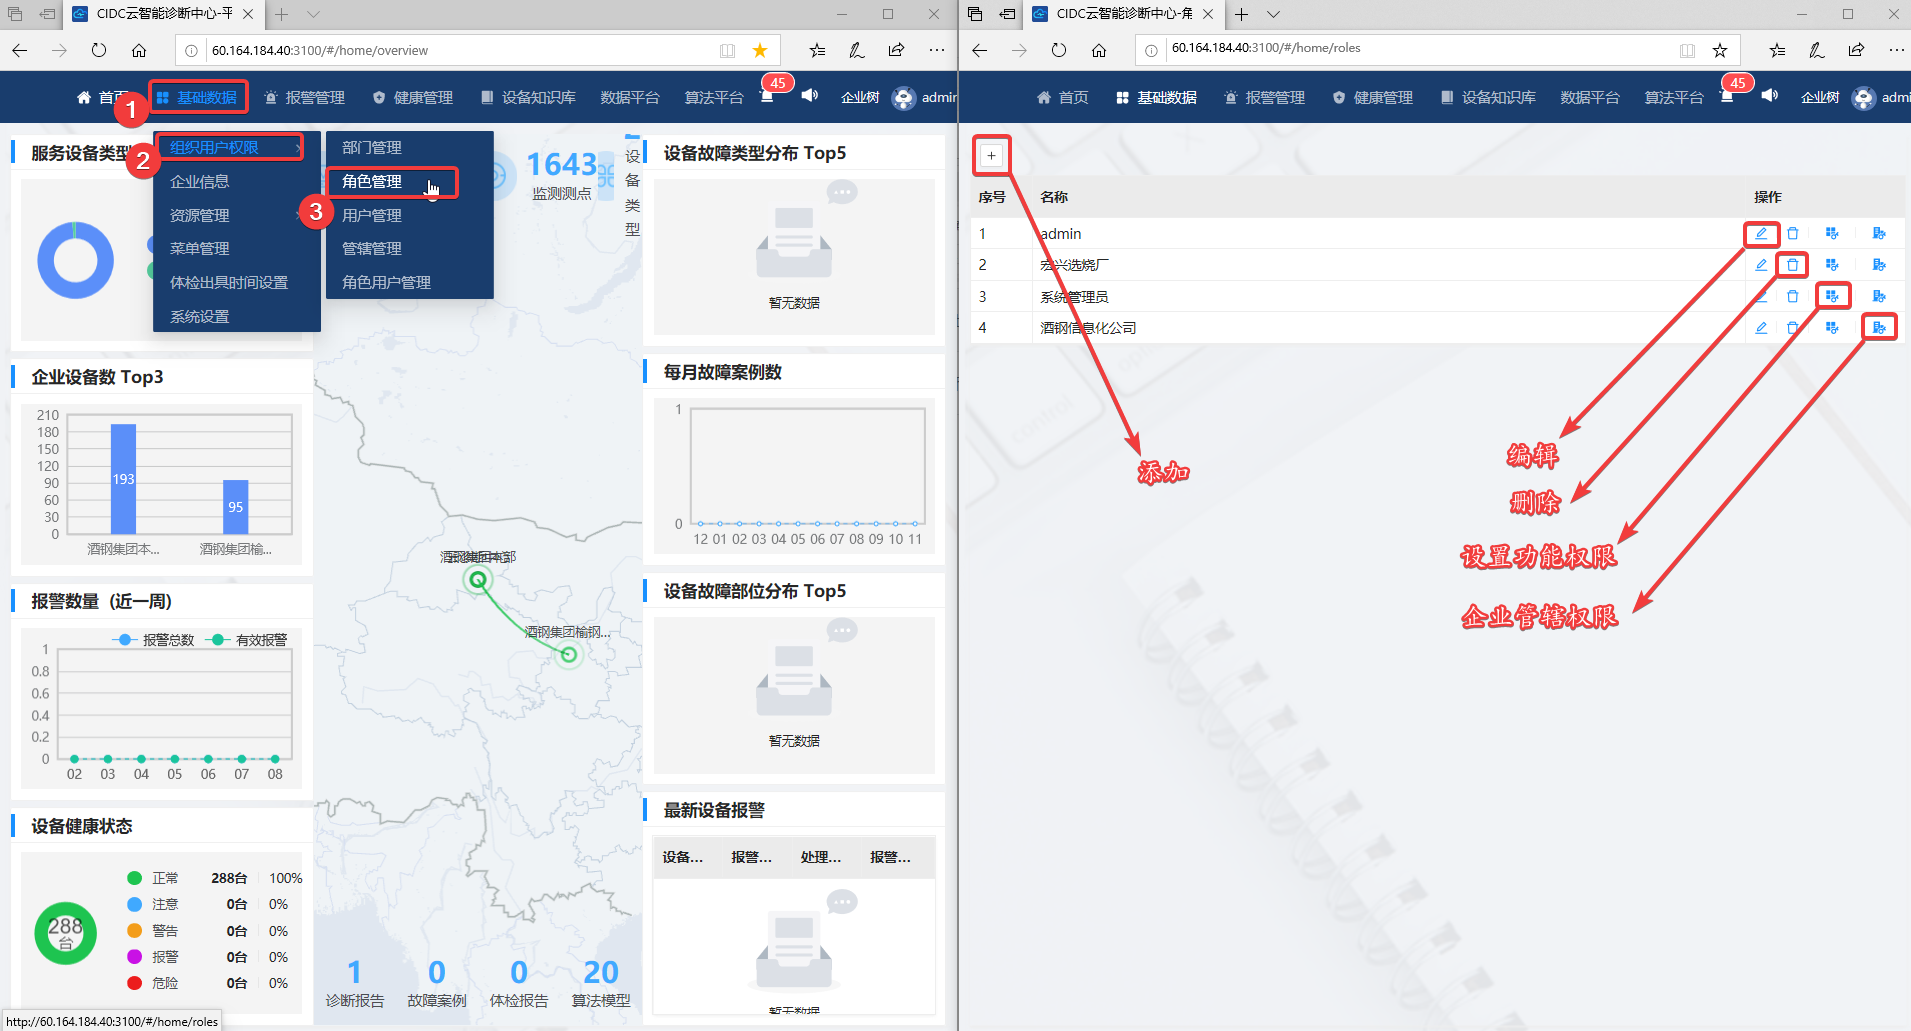 CIDC云智能诊断中心-平
60.164.184.40:3100/#/home/overview
首页
基础数据
报警管理
健康管理
设备知识库
数据平台
算法平台
45
企业树
admin
1
2
3
组织用户权限
企业信息
资源管理
菜单管理
体检出具时间设置
系统设置
部门管理
角色管理
用户管理
管辖管理
角色用户管理
服务设备类型
1643
监测测点
设备类型
企业设备数 Top3
210
180
150
120
90
60
30
0
193
95
酒钢集团本...
酒钢集团榆...
报警数量（近一周)
报警总数
有效报警
1
0.8
0.6
0.4
0.2
0
02 03 04 05 06 07 08
设备健康状态
288
台
正常 288台 100%
注意 0台 0%
警告 0台 0%
报警 0台 0%
危险 0台 0%
酒钢集团榆钢...
1
诊断报告
0
故障案例
0
体检报告
20
算法模型
设备故障类型分布 Top5
暂无数据
每月故障案例数
1
0
12 01 02 03 04 05 06 07 08 09 10 11
设备故障部位分布 Top5
暂无数据
最新设备报警
设备... 报警... 处理... 报警...
暂无数据
http://60.164.184.40:3100/#/home/roles
CIDC云智能诊断中心-角
60.164.184.40:3100/#/home/roles
首页
基础数据
报警管理
健康管理
设备知识库
数据平台
算法平台
45
企业树
admi
序号 名称 操作
1 admin
2 宏兴选烧厂
3 系统管理员
4 酒钢信息化公司
添加
编辑
删除
设置功能权限
企业管辖权限